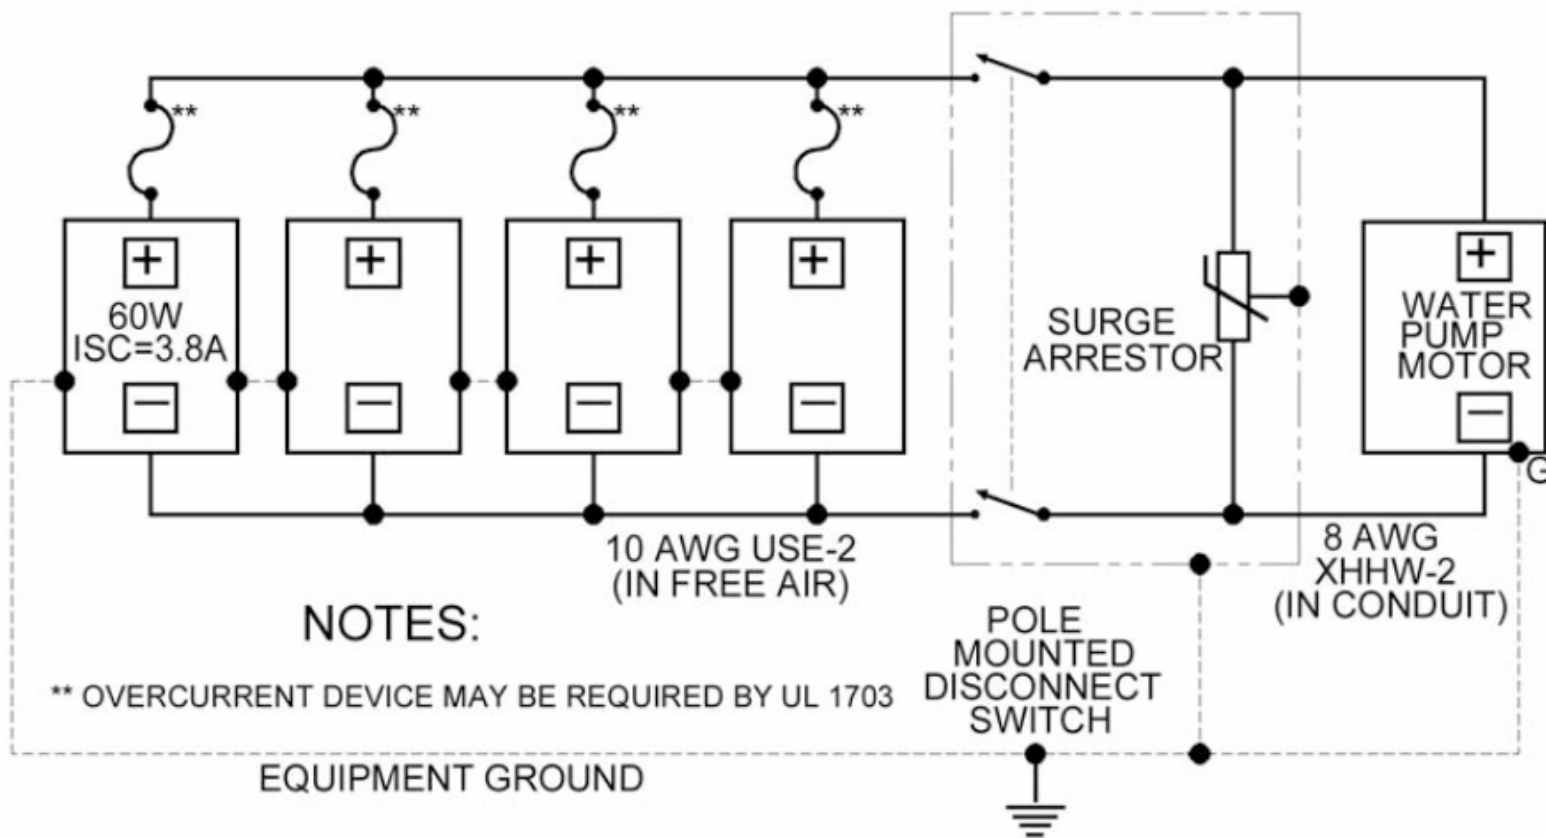 **
**
**
**
+
+
+
+
60W
ISC=3.8A
−
−
−
−
SURGE
ARRESTOR
+
WATER
PUMP
MOTOR
−
G
10 AWG USE-2
(IN FREE AIR)
8 AWG
XHHW-2
(IN CONDUIT)
NOTES:
** OVERCURRENT DEVICE MAY BE REQUIRED BY UL 1703
POLE
MOUNTED
DISCONNECT
SWITCH
EQUIPMENT GROUND